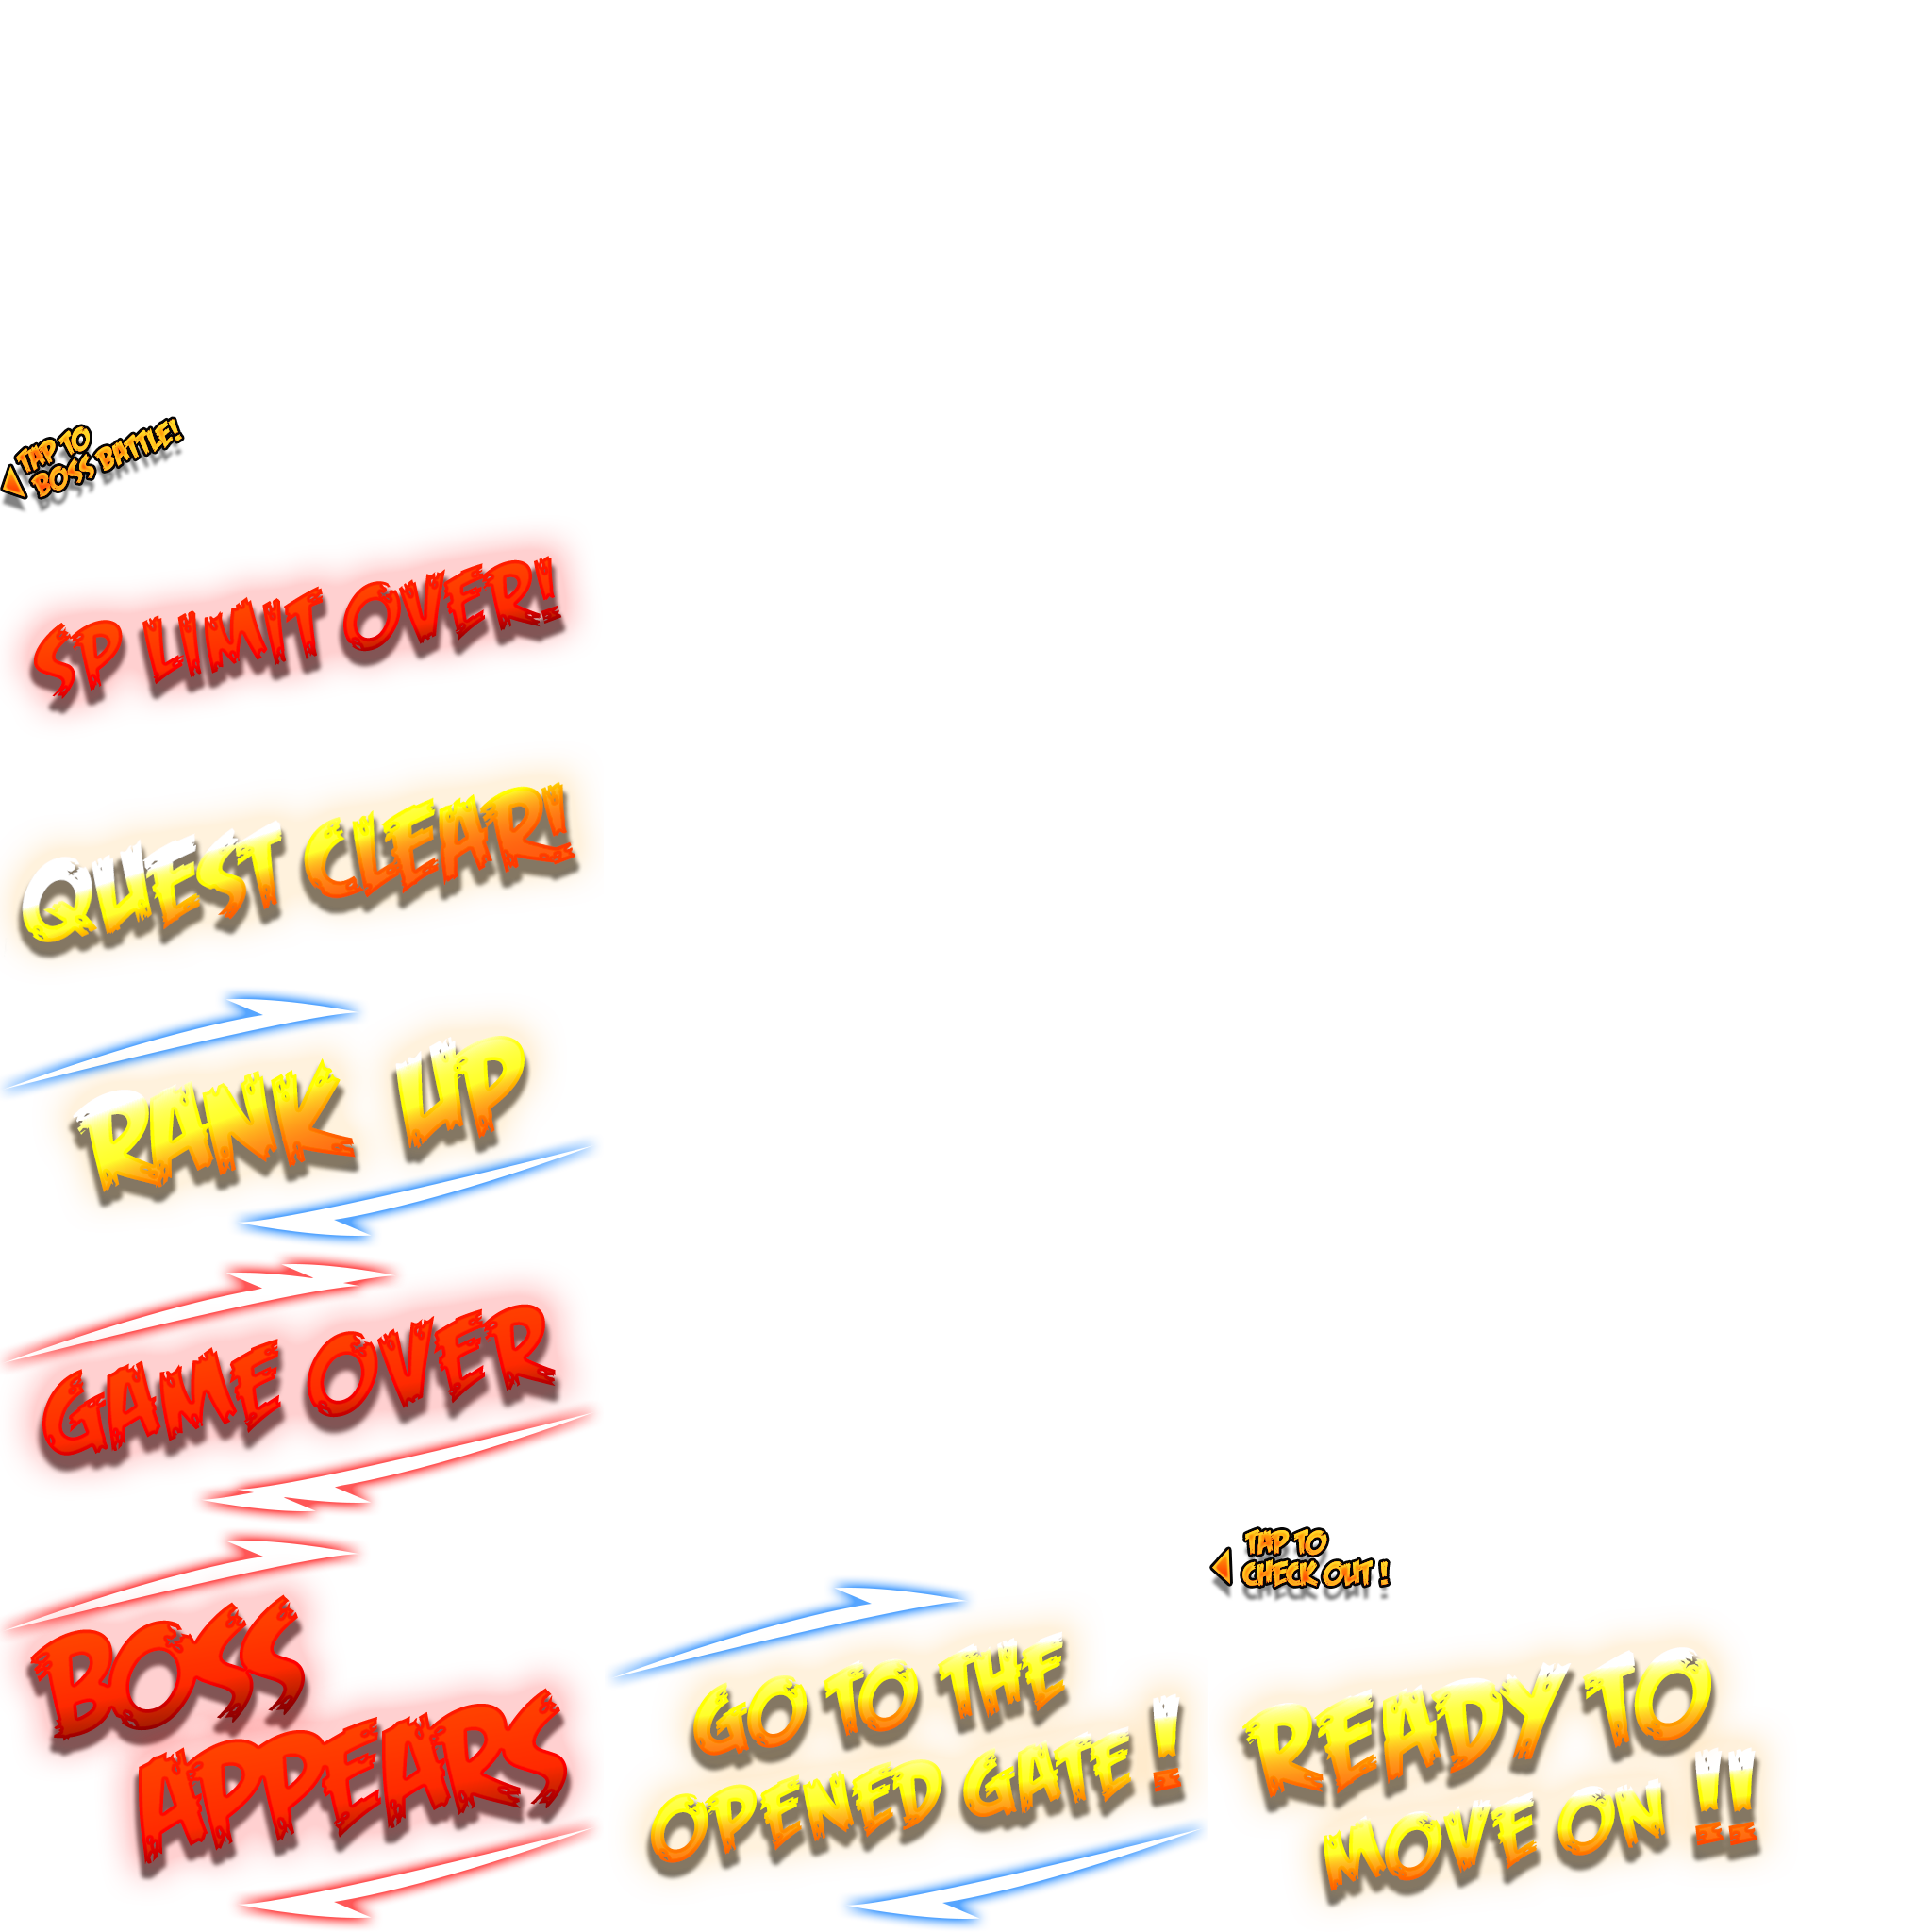 TAP TO
BOSS BATTLE!
SP LIMIT OVER!
QUEST CLEAR!
RANK UP
GAME OVER
BOSS
APPEARS
GO TO THE
OPENED GATE!
TAP TO
CHECK OUT!
READY TO
MOVE ON!!